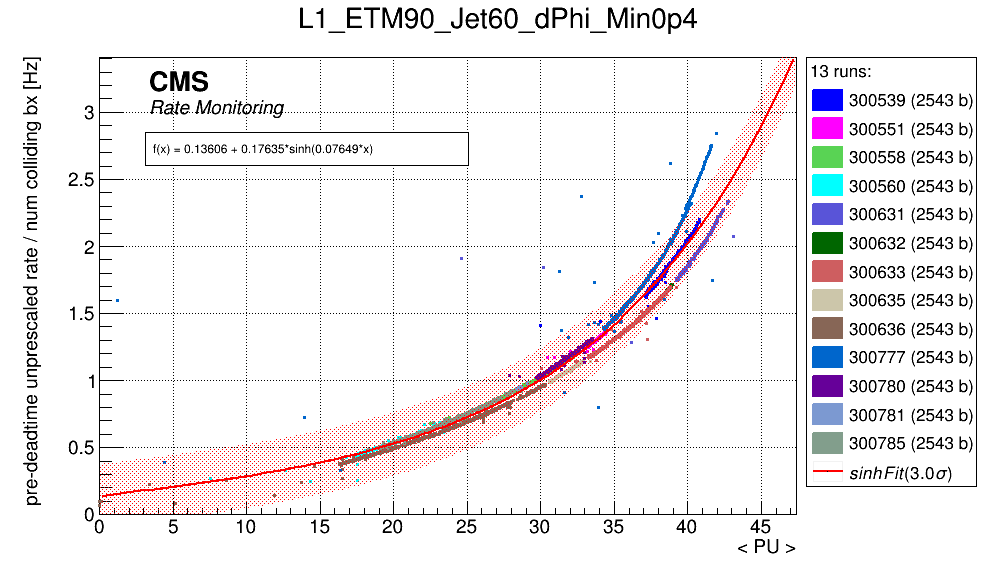 L1_ETM90_Jet60_dPhi_Min0p4
pre-deadtime unprescaled rate / num colliding bx [Hz]
CMS
Rate Monitoring
f(x) = 0.13606 + 0.17635*sinh(0.07649*x)
3
2.5
2
1.5
1
0.5
0
0 5 10 15 20 25 30 35 40 45
< PU >
13 runs:
300539 (2543 b)
300551 (2543 b)
300558 (2543 b)
300560 (2543 b)
300631 (2543 b)
300632 (2543 b)
300633 (2543 b)
300635 (2543 b)
300636 (2543 b)
300777 (2543 b)
300780 (2543 b)
300781 (2543 b)
300785 (2543 b)
sinhFit(3.0σ)